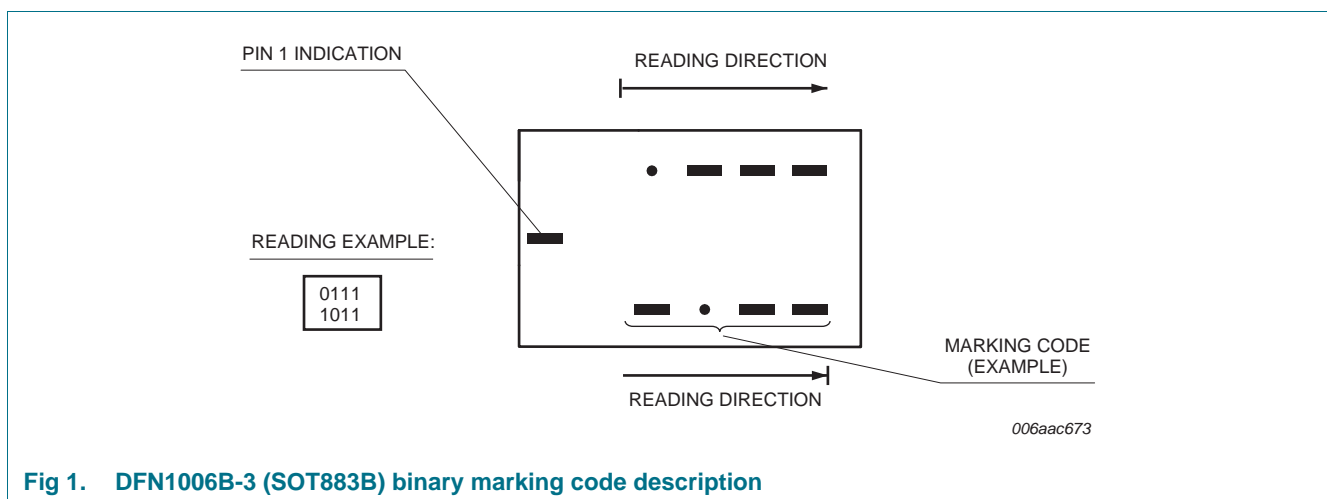 PIN 1 INDICATION
READING DIRECTION
READING EXAMPLE:
0111
1011
MARKING CODE
(EXAMPLE)
READING DIRECTION
006aac673
Fig 1. DFN1006B-3 (SOT883B) binary marking code description